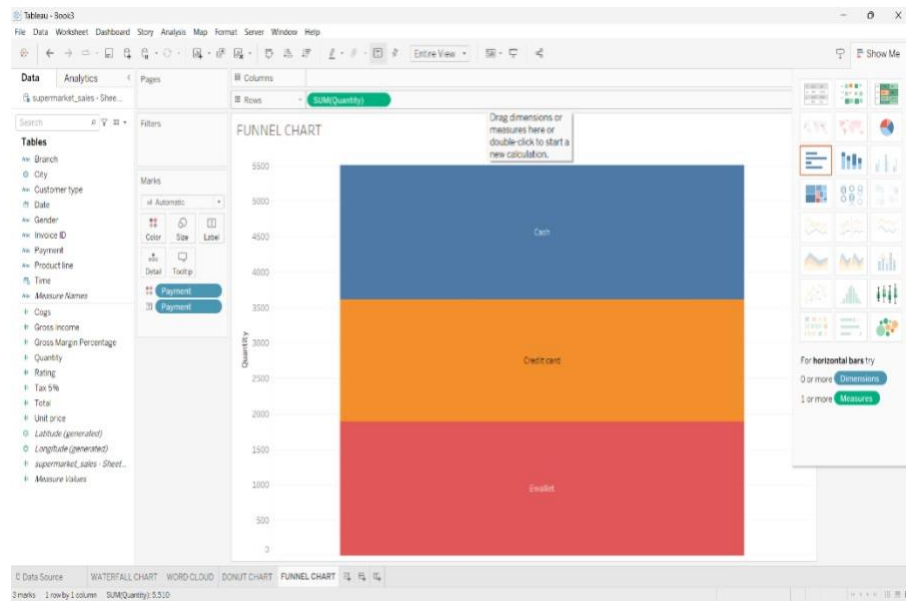 Tableau - Book3
File Data Worksheet Dashboard Story Analysis Map Format Server Window Help
Entire View
Show Me
Data Analytics
Pages
Columns
supermarket_sales - Shee...
Rows
SUM(Quantity)
Search
Filters
FUNNEL CHART
Drag dimensions or
measures here or
double-click to start a
new calculation.
Tables
Branch
City
Customer type
Date
Gender
Invoice ID
Payment
Product line
Time
Measure Names
Cogs
Gross Income
Gross Margin Percentage
Quantity
Rating
Tax 5%
Total
Unit price
Latitude (generated)
Longitude (generated)
supermarket_sales - Sheet...
Measure Values
Marks
Automatic
Color Size Label
Detail Tooltip
Payment
Payment
Quantity
5500
5000
4500
4000
3500
3000
2500
2000
1500
1000
500
0
Cash
Credit card
Ewallet
For horizontal bars try
0 or more Dimensions
1 or more Measures
Data Source WATERFALL CHART WORD CLOUD DONUT CHART FUNNEL CHART
3 marks 1 row by 1 column SUM(Quantity): 5,510